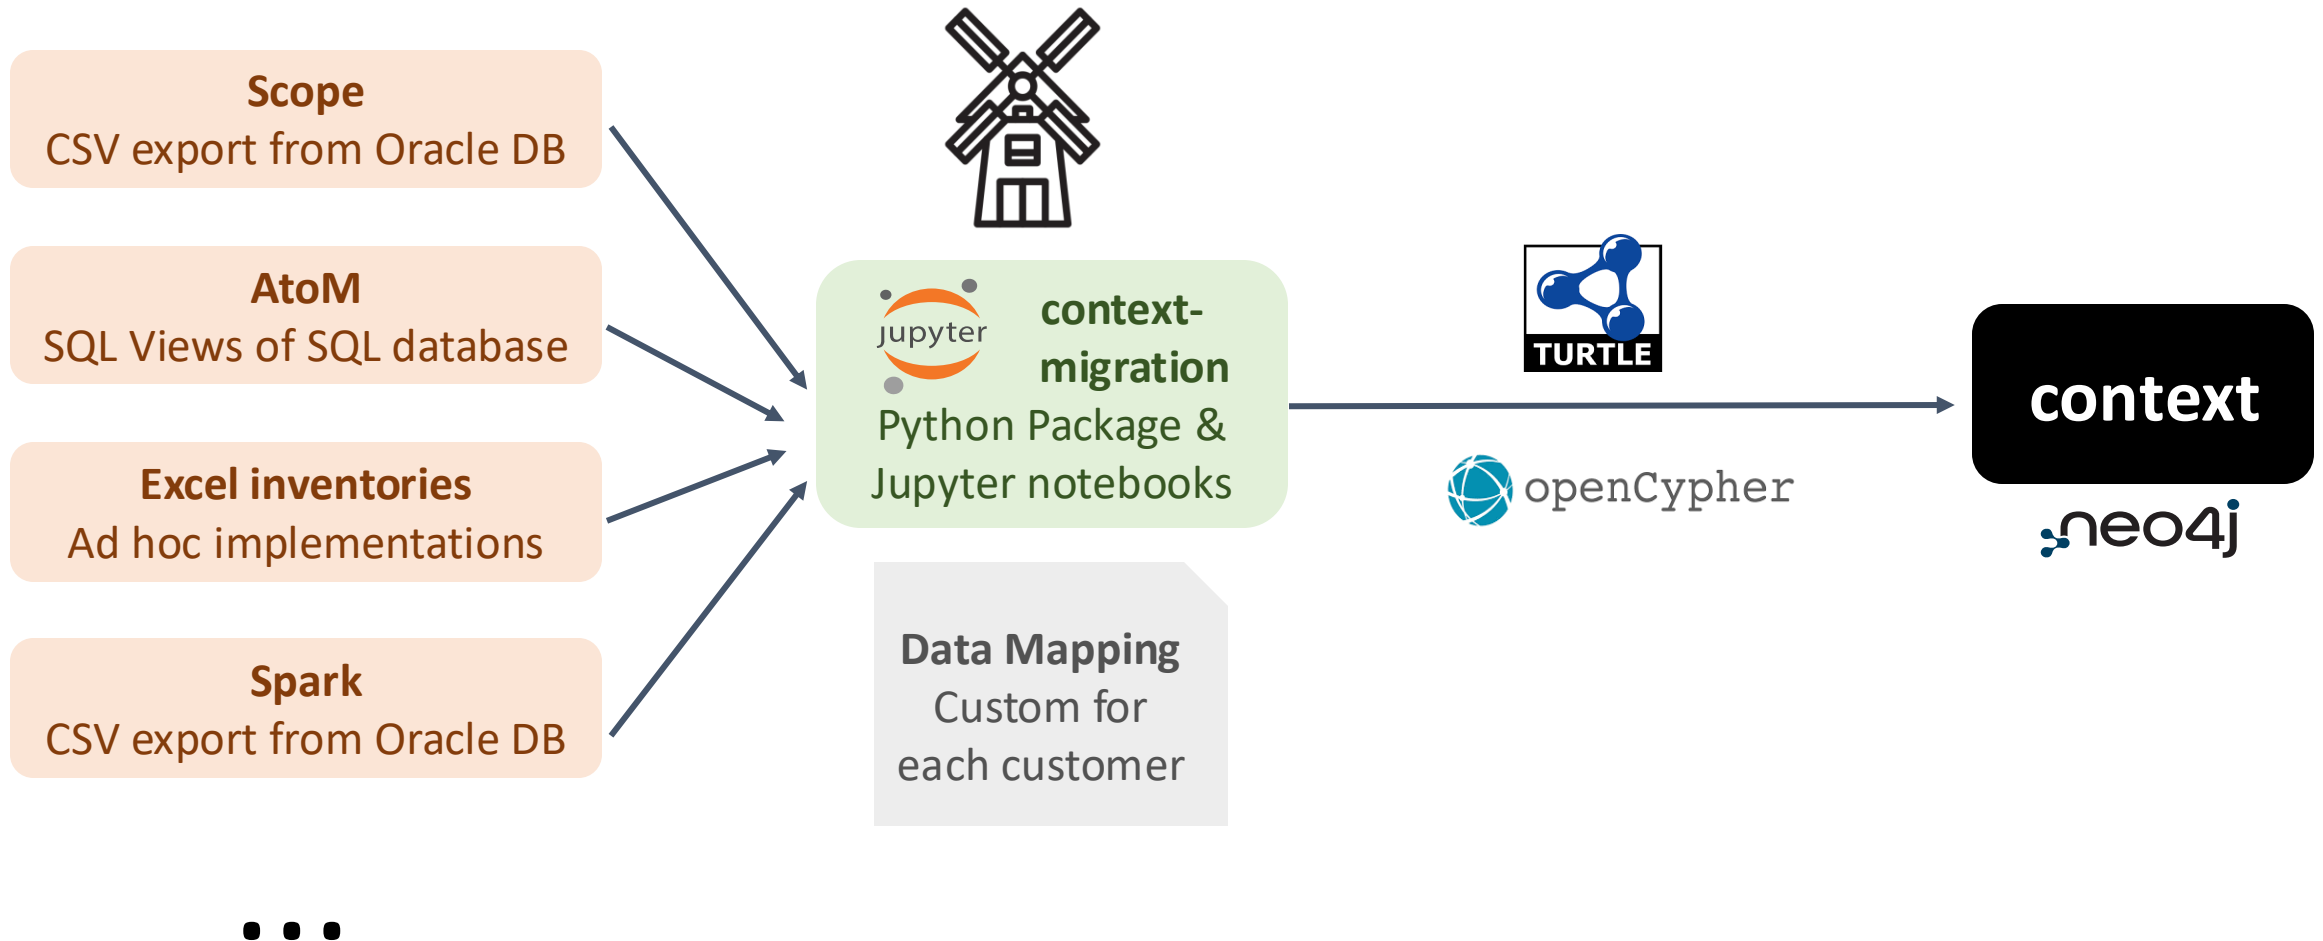 Scope
CSV export from Oracle DB
AtoM
SQL Views of SQL database
Excel inventories
Ad hoc implementations
Spark
CSV export from Oracle DB
...
jupyter
context-
migration
Python Package &
Jupyter notebooks
Data Mapping
Custom for
each customer
TURTLE
openCypher
context
neo4j